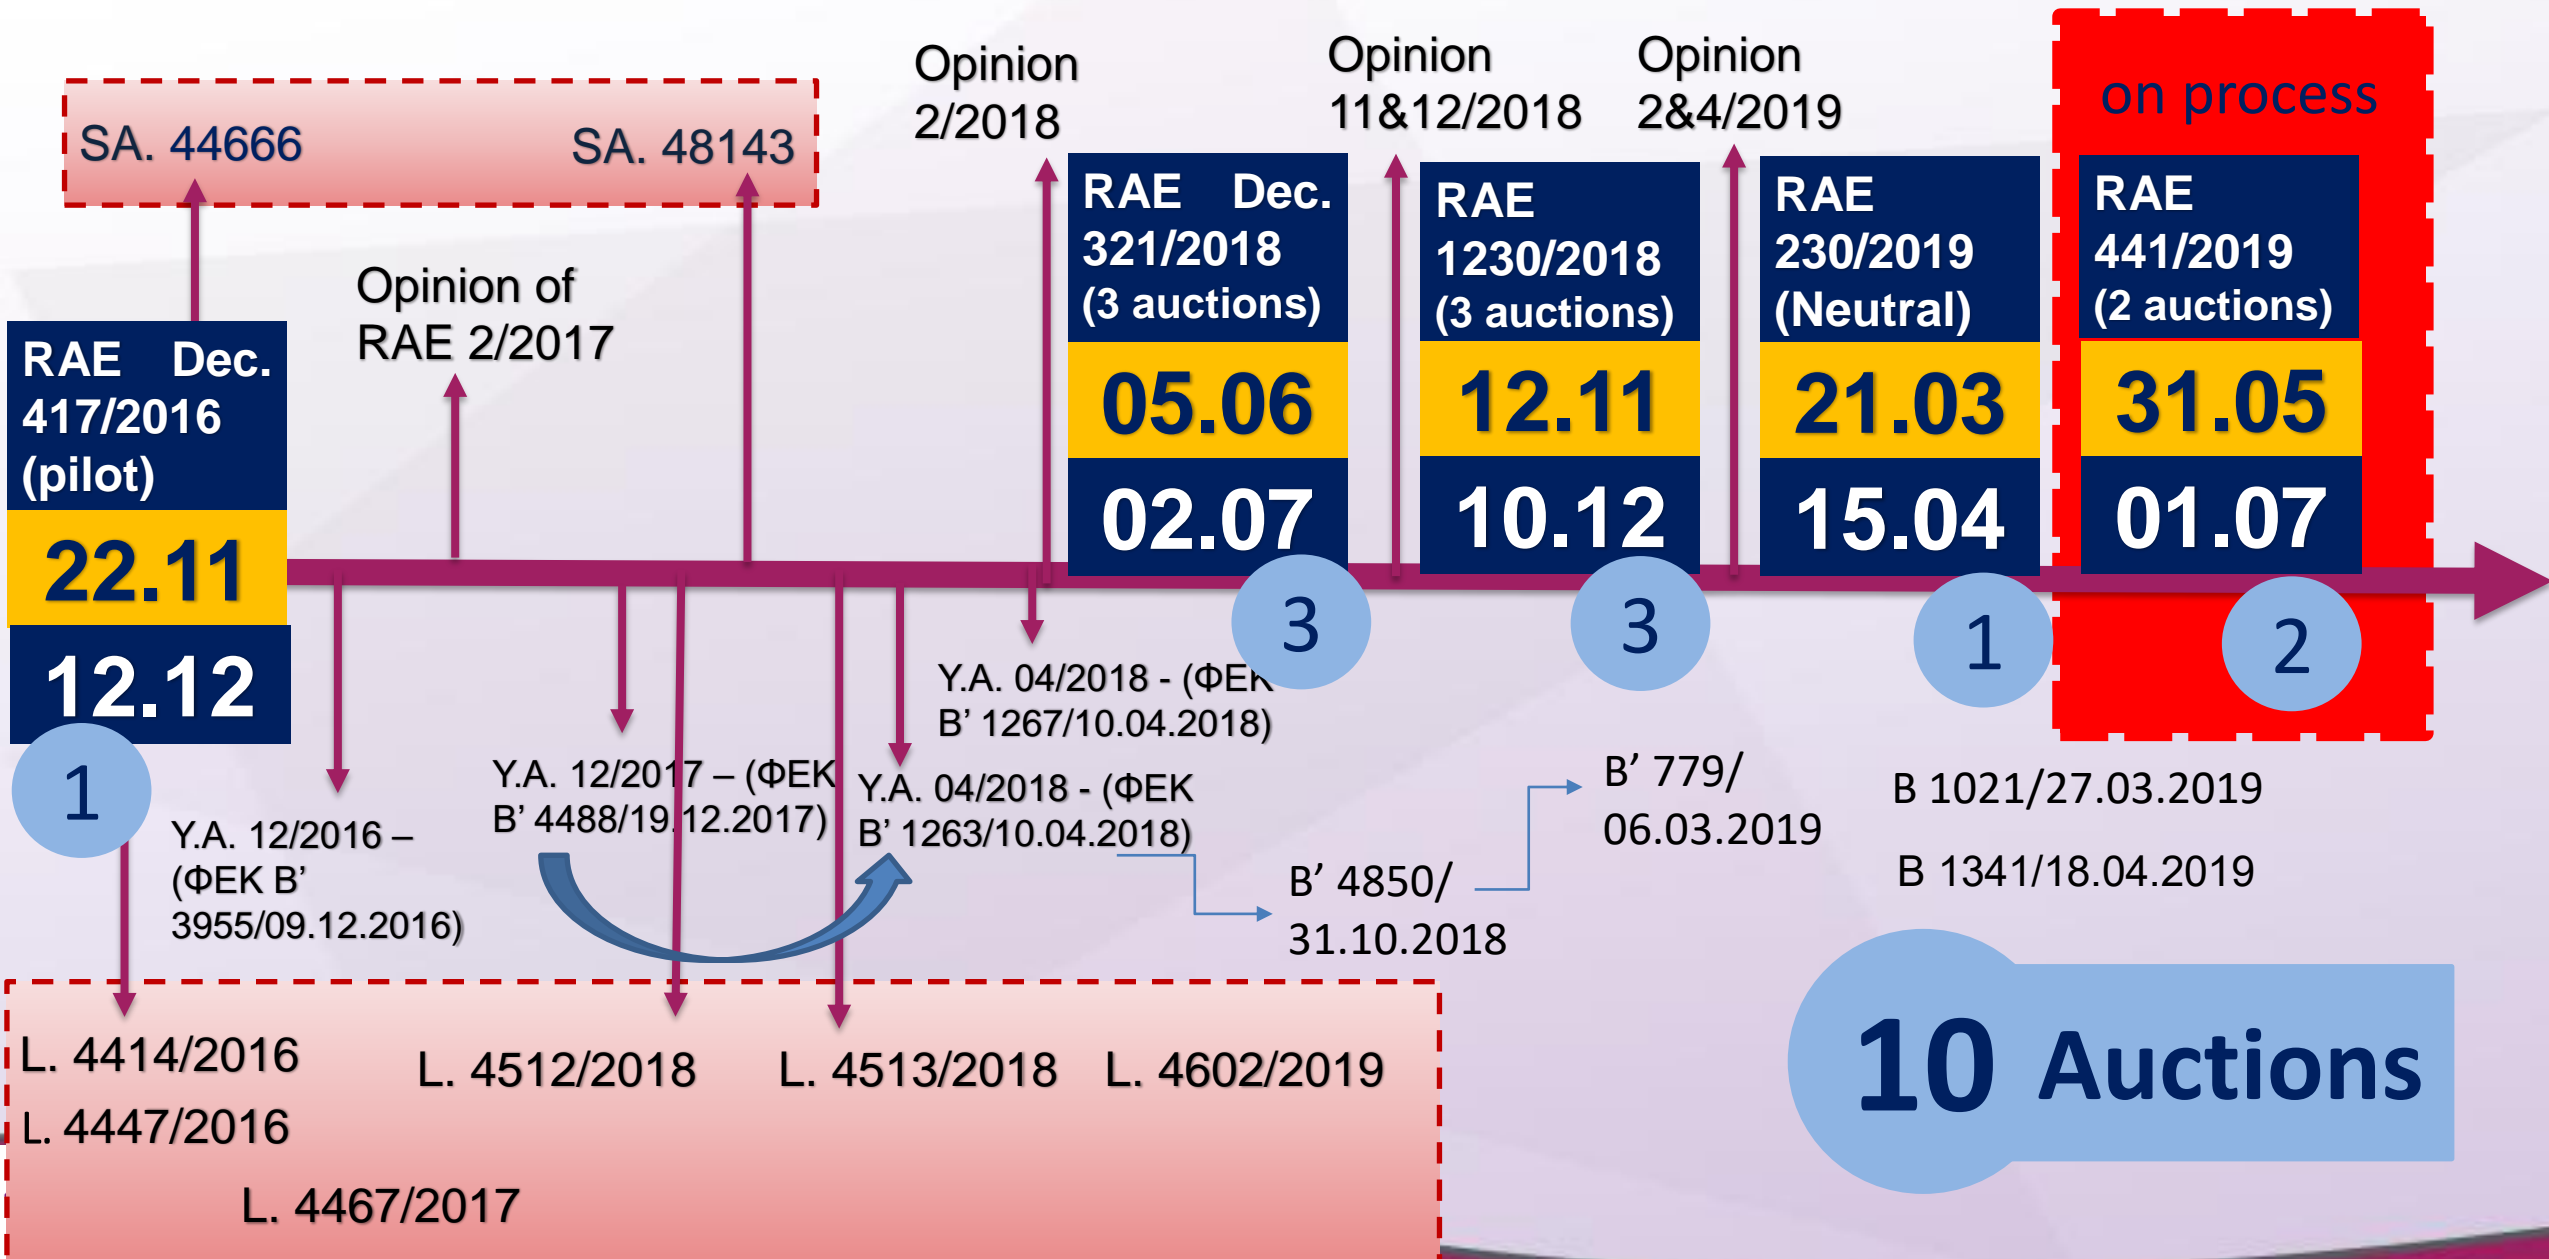 SA. 44666
SA. 48143
Opinion
2/2018
Opinion
11&12/2018
Opinion
2&4/2019
on process
RAE Dec.
417/2016
(pilot)
22.11
12.12
1
Opinion of
RAE 2/2017
RAE Dec.
321/2018
(3 auctions)
05.06
02.07
3
RAE
1230/2018
(3 auctions)
12.11
10.12
3
RAE
230/2019
(Neutral)
21.03
15.04
1
RAE
441/2019
(2 auctions)
31.05
01.07
2
Y.A. 12/2016 –
(ΦΕΚ Β’
3955/09.12.2016)
Y.A. 12/2017 – (ΦΕΚ
Β’ 4488/19.12.2017)
Y.A. 04/2018 - (ΦΕΚ
Β’ 1267/10.04.2018)
Y.A. 04/2018 - (ΦΕΚ
Β’ 1263/10.04.2018)
Β’ 4850/
31.10.2018
Β’ 779/
06.03.2019
Β 1021/27.03.2019
Β 1341/18.04.2019
L. 4414/2016
L. 4447/2016
L. 4467/2017
L. 4512/2018
L. 4513/2018
L. 4602/2019
10 Auctions